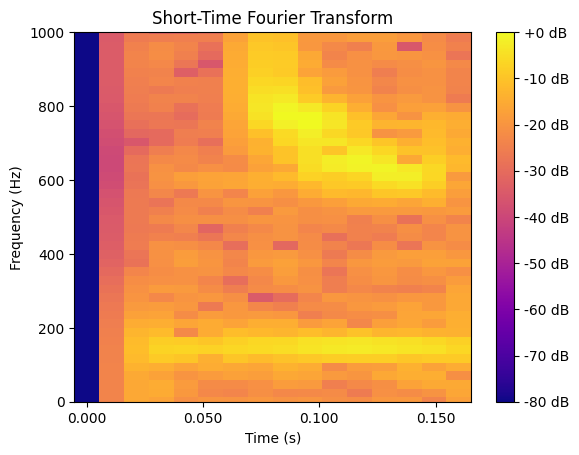 Short-Time Fourier Transform
Frequency (Hz)
1000
800
600
400
200
0
0.000
0.050
0.100
0.150
Time (s)
+0 dB
-10 dB
-20 dB
-30 dB
-40 dB
-50 dB
-60 dB
-70 dB
-80 dB